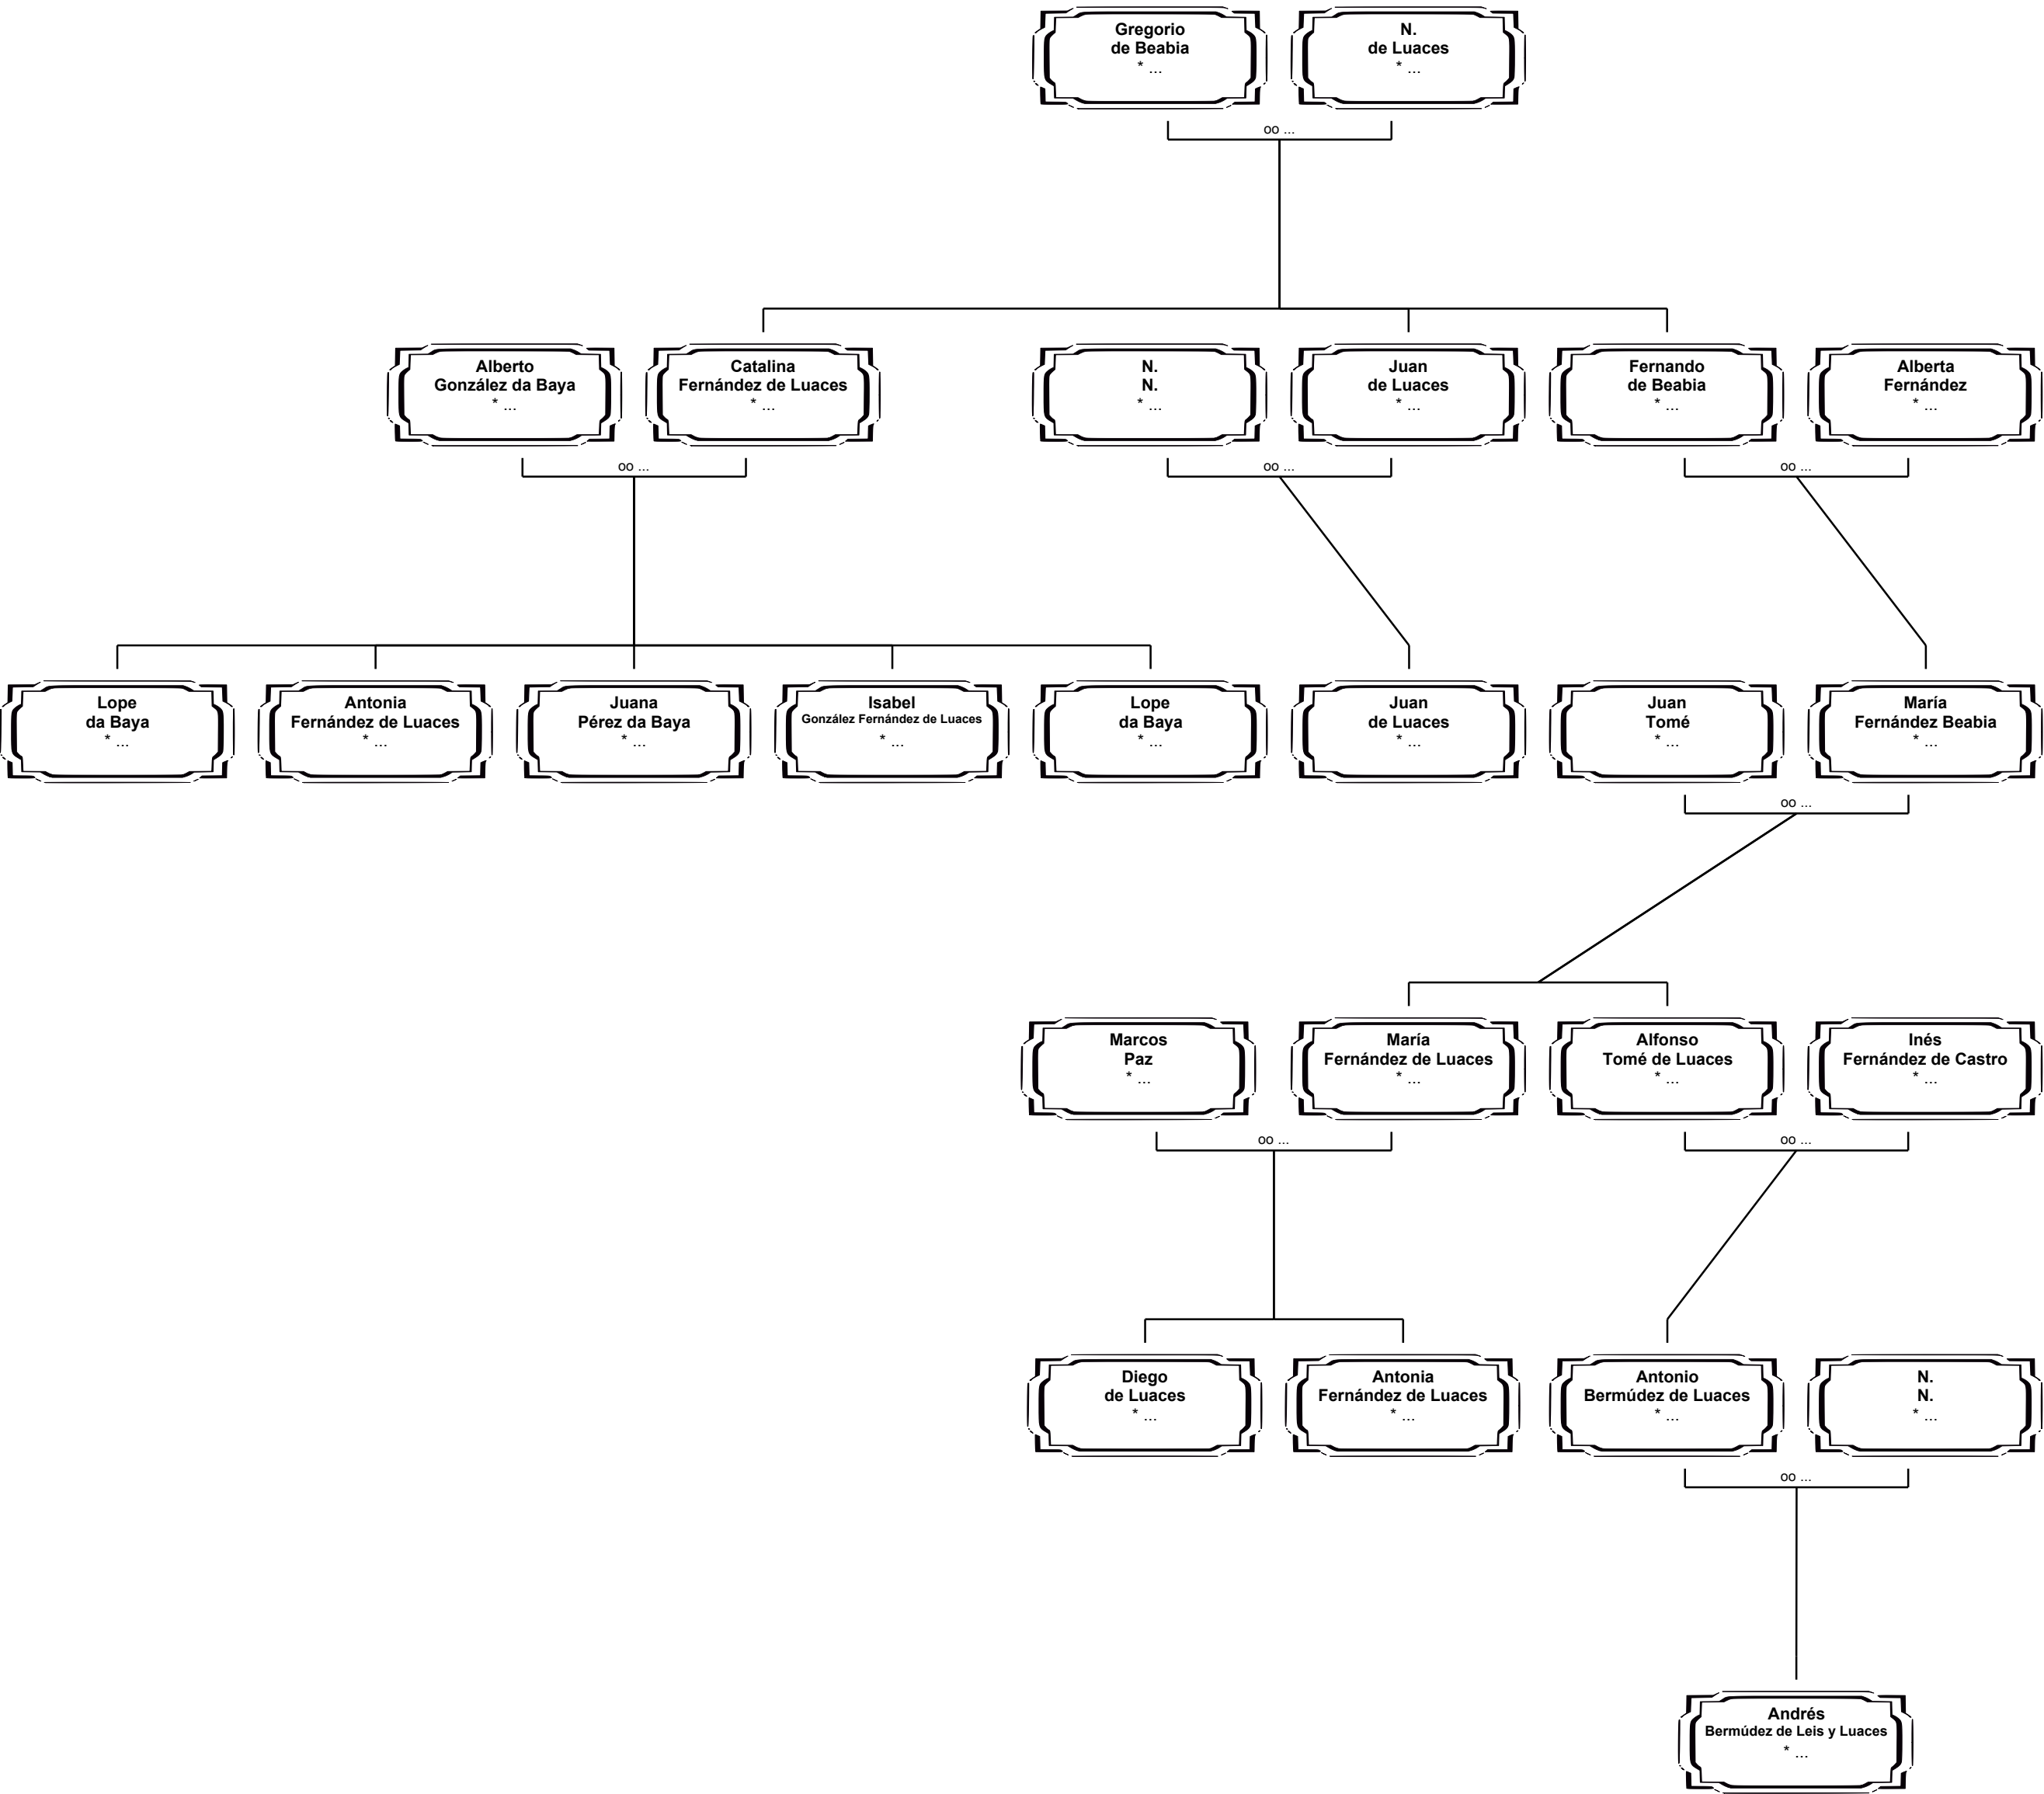 Gregorio
de Beabia
* ...
N.
de Luaces
* ...
oo ...
Alberto
González da Baya
* ...
Catalina
Fernández de Luaces
* ...
N.
N.
* ...
Juan
de Luaces
* ...
Fernando
de Beabia
* ...
Alberta
Fernández
* ...
oo ...
oo ...
oo ...
Lope
da Baya
* ...
Antonia
Fernández de Luaces
* ...
Juana
Pérez da Baya
* ...
Isabel
González Fernández de Luaces
* ...
Lope
da Baya
* ...
Juan
de Luaces
* ...
Juan
Tomé
* ...
María
Fernández Beabia
* ...
oo ...
Marcos
Paz
* ...
María
Fernández de Luaces
* ...
Alfonso
Tomé de Luaces
* ...
Inés
Fernández de Castro
* ...
oo ...
oo ...
Diego
de Luaces
* ...
Antonia
Fernández de Luaces
* ...
Antonio
Bermúdez de Luaces
* ...
N.
N.
* ...
oo ...
Andrés
Bermúdez de Leis y Luaces
* ...